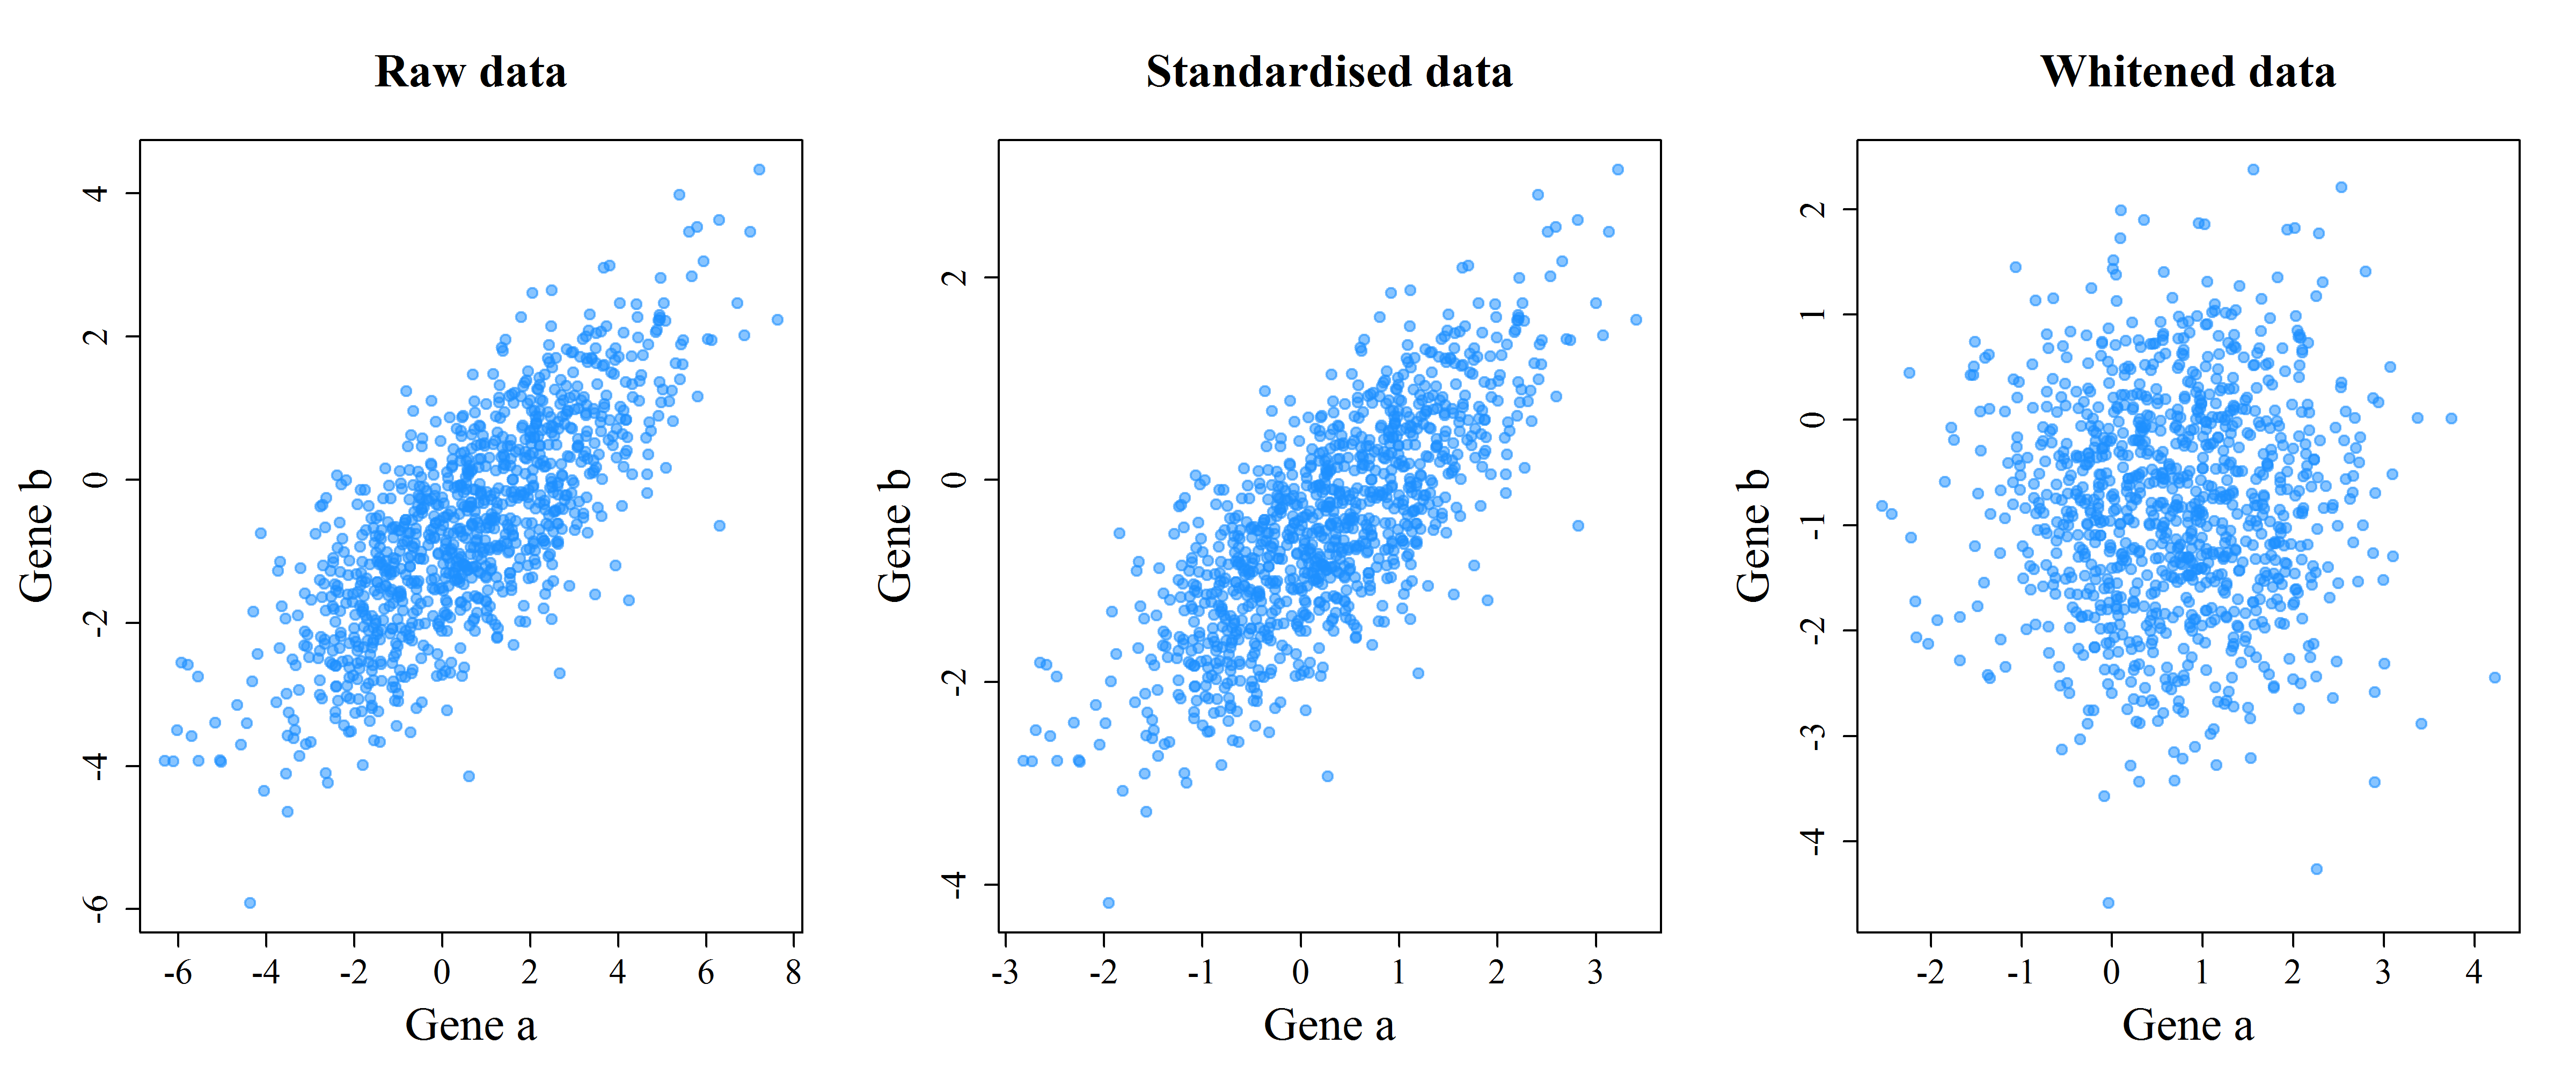 Raw data
Standardised data
Whitened data
4
2
0
-2
-4
-6
Gene b
-6 -4 -2 0 2 4 6 8
Gene a
2
0
-2
-4
Gene b
-3 -2 -1 0 1 2 3
Gene a
2
1
0
-1
-2
-3
-4
Gene b
-2 -1 0 1 2 3 4
Gene a